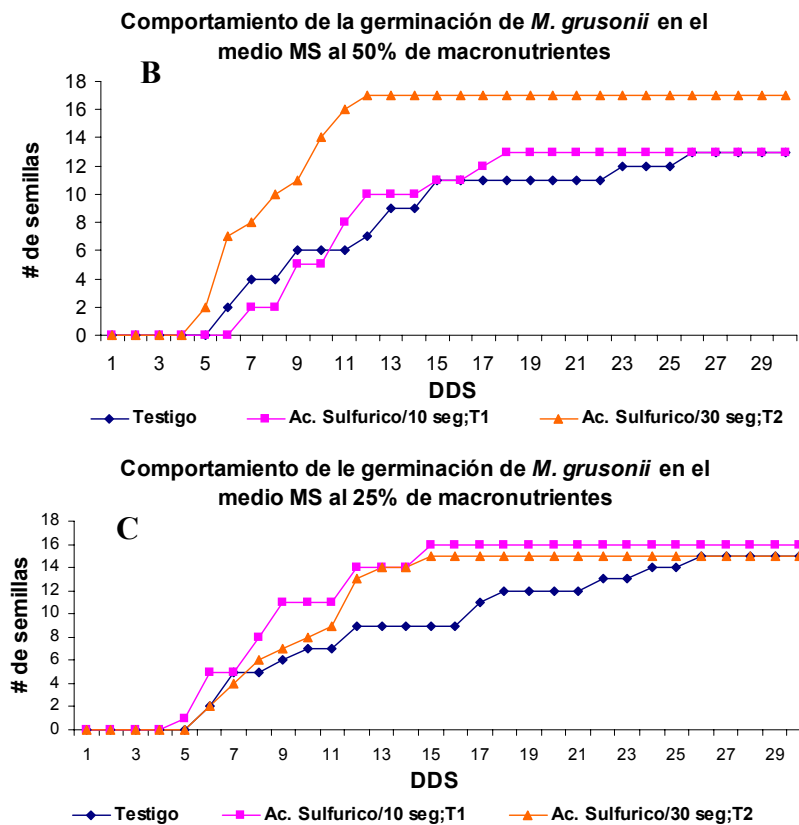 Comportamiento de la germinación de M. grusonii en el
medio MS al 50% de macronutrientes
B
18
16
14
12
10
8
6
4
2
0
# de semillas
1 3 5 7 9 11 13 15 17 19 21 23 25 27 29
DDS
Testigo Ac. Sulfurico/10 seg;T1 Ac. Sulfurico/30 seg;T2
Comportamiento de le germinación de M. grusonii en el
medio MS al 25% de macronutrientes
C
18
16
14
12
10
8
6
4
2
0
# de semillas
1 3 5 7 9 11 13 15 17 19 21 23 25 27 29
DDS
Testigo Ac. Sulfurico/10 seg;T1 Ac. Sulfurico/30 seg;T2